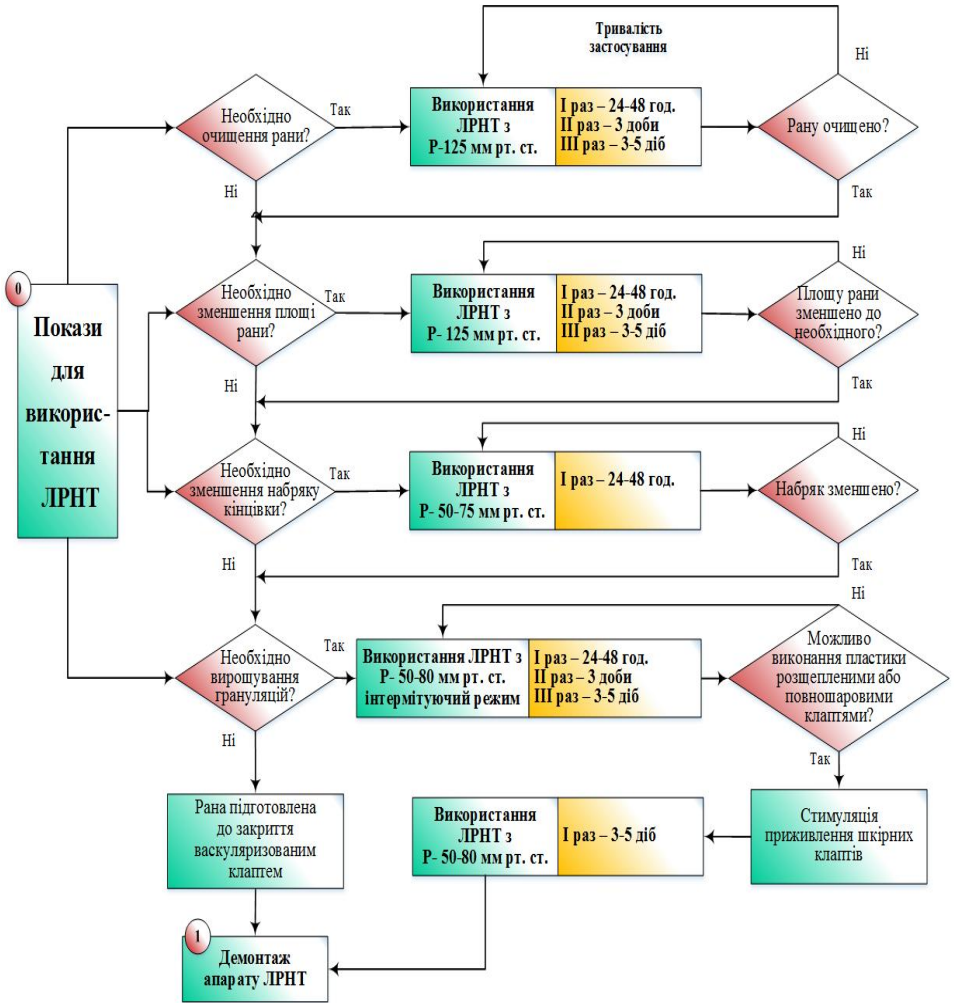 Тривалість
застосування
Ні
Необхідно
очищення рани?
Так
Використання
ЛРНТ з
Р-125 мм рт. ст.
І раз – 24-48 год.
ІІ раз – 3 доби
ІІІ раз – 3-5 діб
Рану очищено?
Ні
Так
0
Покази
для
викорис-
тання
ЛРНТ
Необхідно
зменшення площі
рани?
Так
Використання
ЛРНТ з
Р- 125 мм рт. ст.
І раз – 24-48 год.
ІІ раз – 3 доби
ІІІ раз – 3-5 діб
Ні
Площу рани
зменшено до
необхідного?
Ні
Так
Необхідно
зменшення набряку
кінцівки?
Так
Використання
ЛРНТ з
Р- 50-75 мм рт. ст.
І раз – 24-48 год.
Ні
Набряк зменшено?
Ні
Так
Необхідно
вирощування
грануляцій?
Так
Використання ЛРНТ з
Р- 50-80 мм рт. ст.
інтермітуючий режим
І раз – 24-48 год.
ІІ раз – 3 доби
ІІІ раз – 3-5 діб
Ні
Можливо
виконання пластики
розщепленими або
повношаровими
клаптями?
Ні
Так
Рана підготовлена
до закриття
васкуляризованим
клаптем
Використання
ЛРНТ з
Р- 50-80 мм рт. ст.
І раз – 3-5 діб
Стимуляція
приживлення шкірних
клаптів
1
Демонтаж
апарату ЛРНТ